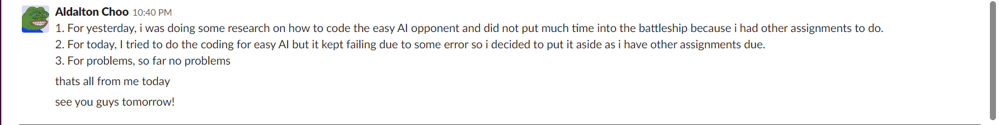 Aldalton Choo 10:40 PM
1. For yesterday, i was doing some research on how to code the easy AI opponent and did not put much time into the battleship because i had other assignments to do.
2. For today, I tried to do the coding for easy AI but it kept failing due to some error so i decided to put it aside as i have other assignments due.
3. For problems, so far no problems
thats all from me today
see you guys tomorrow!